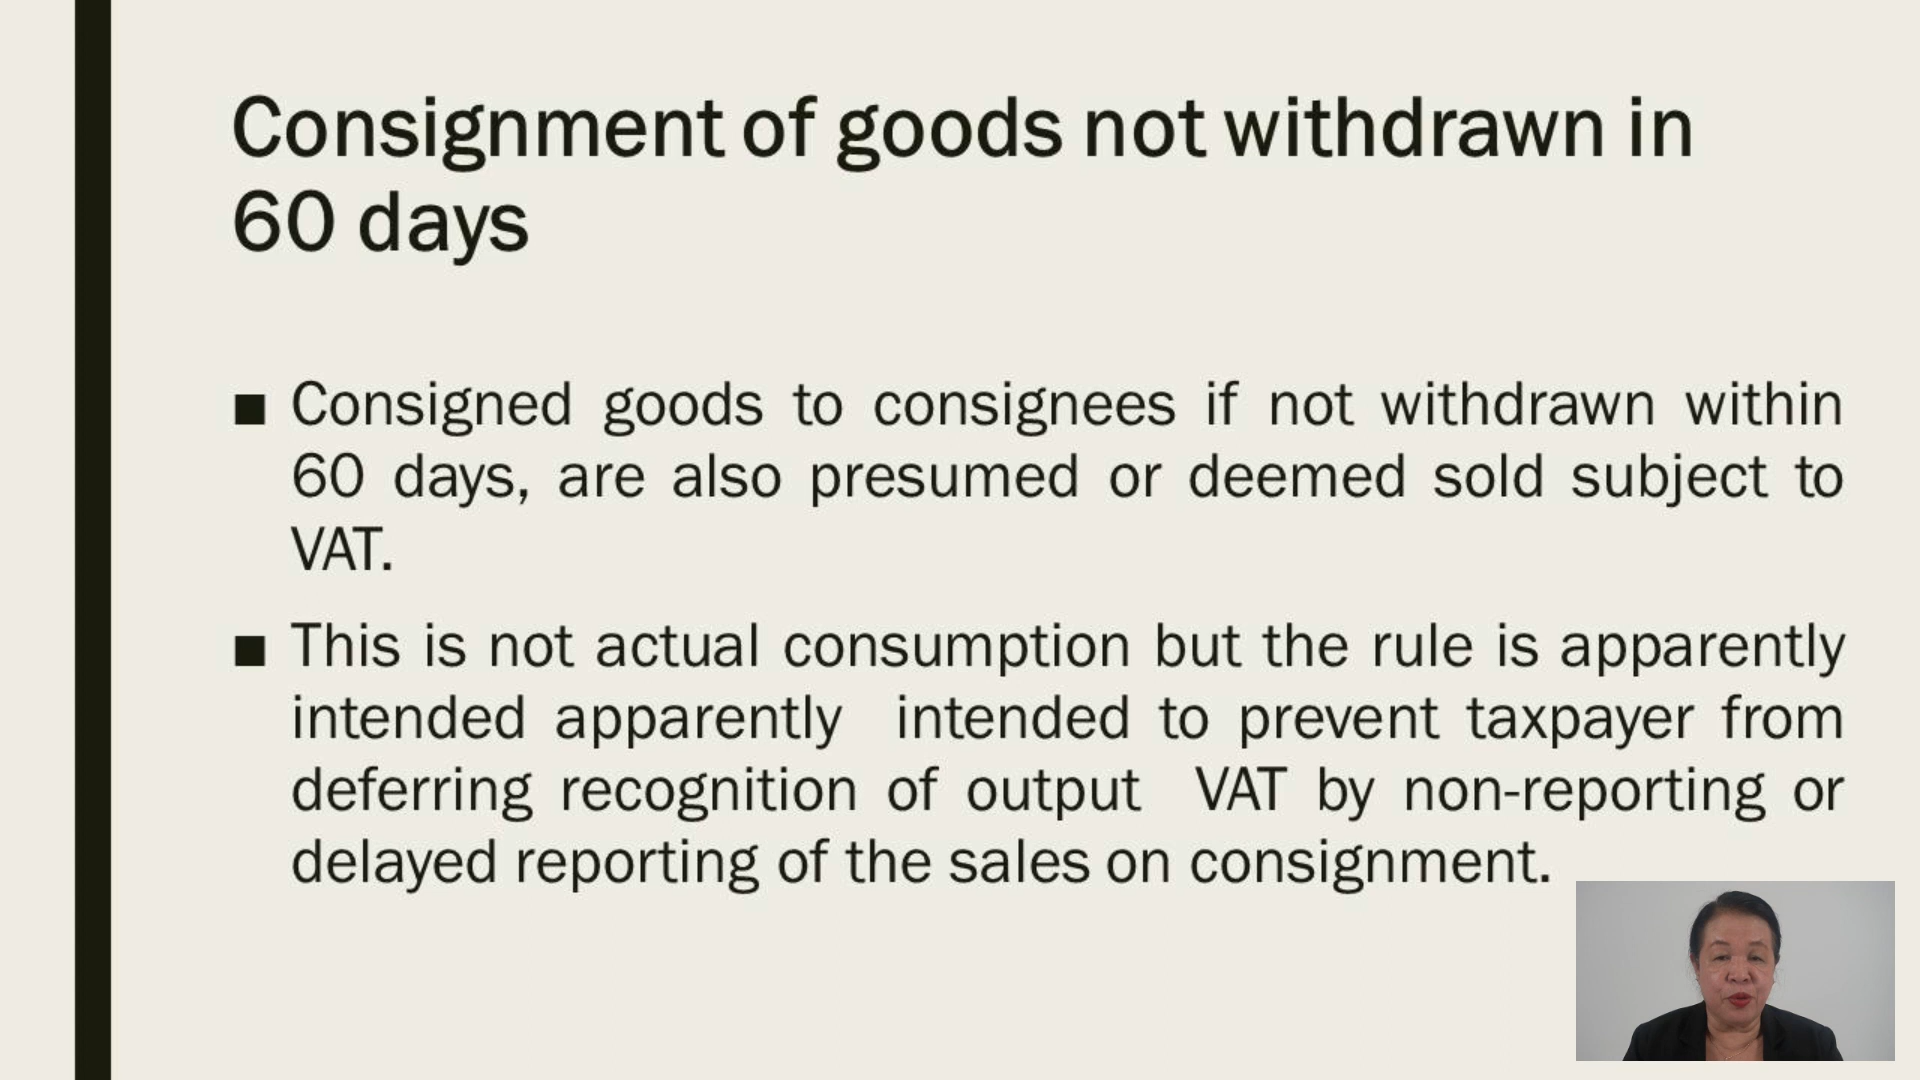 Consignment of goods not withdrawn in
60 days
■ Consigned goods to consignees if not withdrawn within
60 days, are also presumed or deemed sold subject to
VAT.
■ This is not actual consumption but the rule is apparently
intended apparently intended to prevent taxpayer from
deferring recognition of output VAT by non-reporting or
delayed reporting of the sales on consignment.